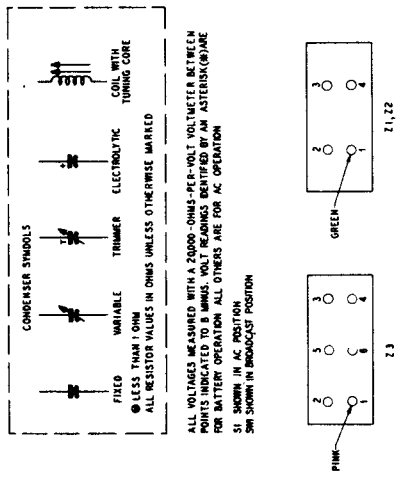 CONDENSER SYMBOLS
FIXED VARIABLE TRIMMER ELECTROLYTIC COIL WITH
TUNING CORE
LESS THAN 1 OHM
ALL RESISTOR VALUES IN OHMS UNLESS OTHERWISE MARKED
ALL VOLTAGES MEASURED WITH A 20,000-OHMS-PER-VOLT VOLTMETER BETWEEN
POINTS INDICATED TO B MINUS. VOLT READINGS IDENTIFIED BY AN ASTERISK(*)ARE
FOR BATTERY OPERATION ALL OTHERS ARE FOR AC OPERATION
S1 SHOWN IN AC POSITION
SW1 SHOWN IN BROADCAST POSITION
2 5 3
1 6 4
PINK
Z3
2 3
1 4
GREEN
Z1,Z2